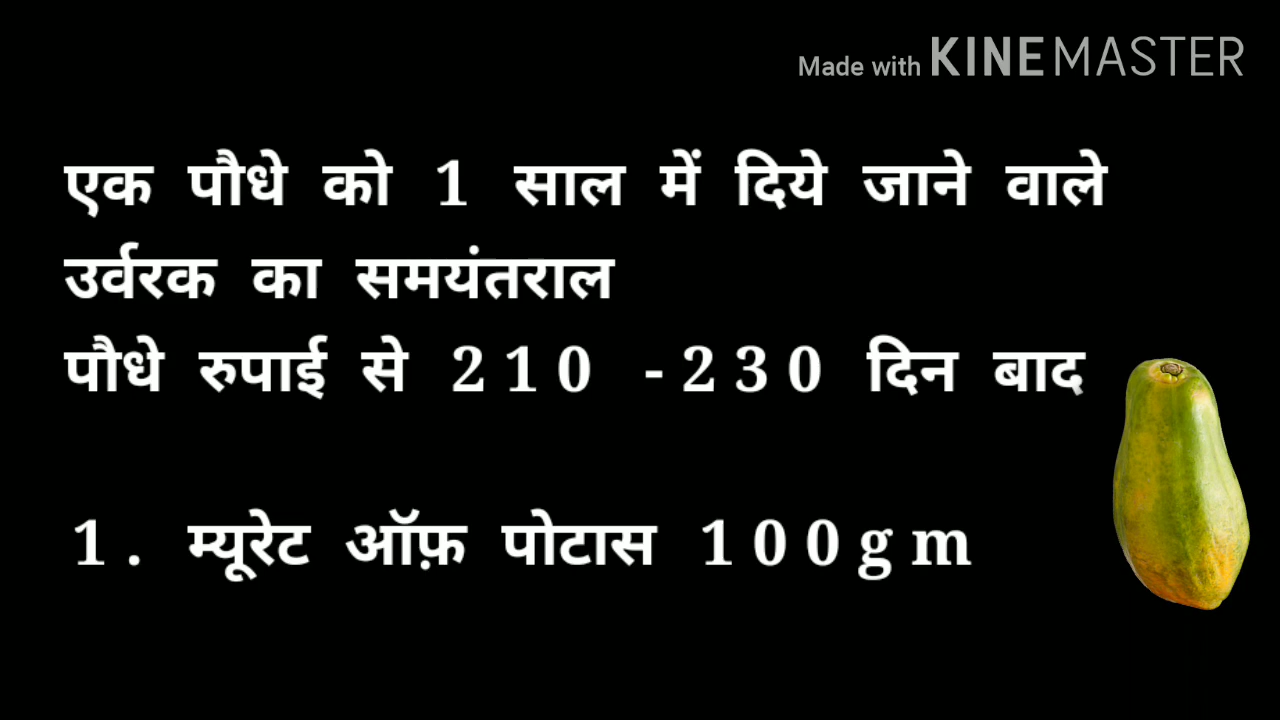 Made with KINEMASTER
एक पौधे को 1 साल में दिये जाने वाले
उर्वरक का समयंतराल
पौधे रुपाई से 210 -230 दिन बाद
1. म्यूरेट ऑफ़ पोटास 100gm